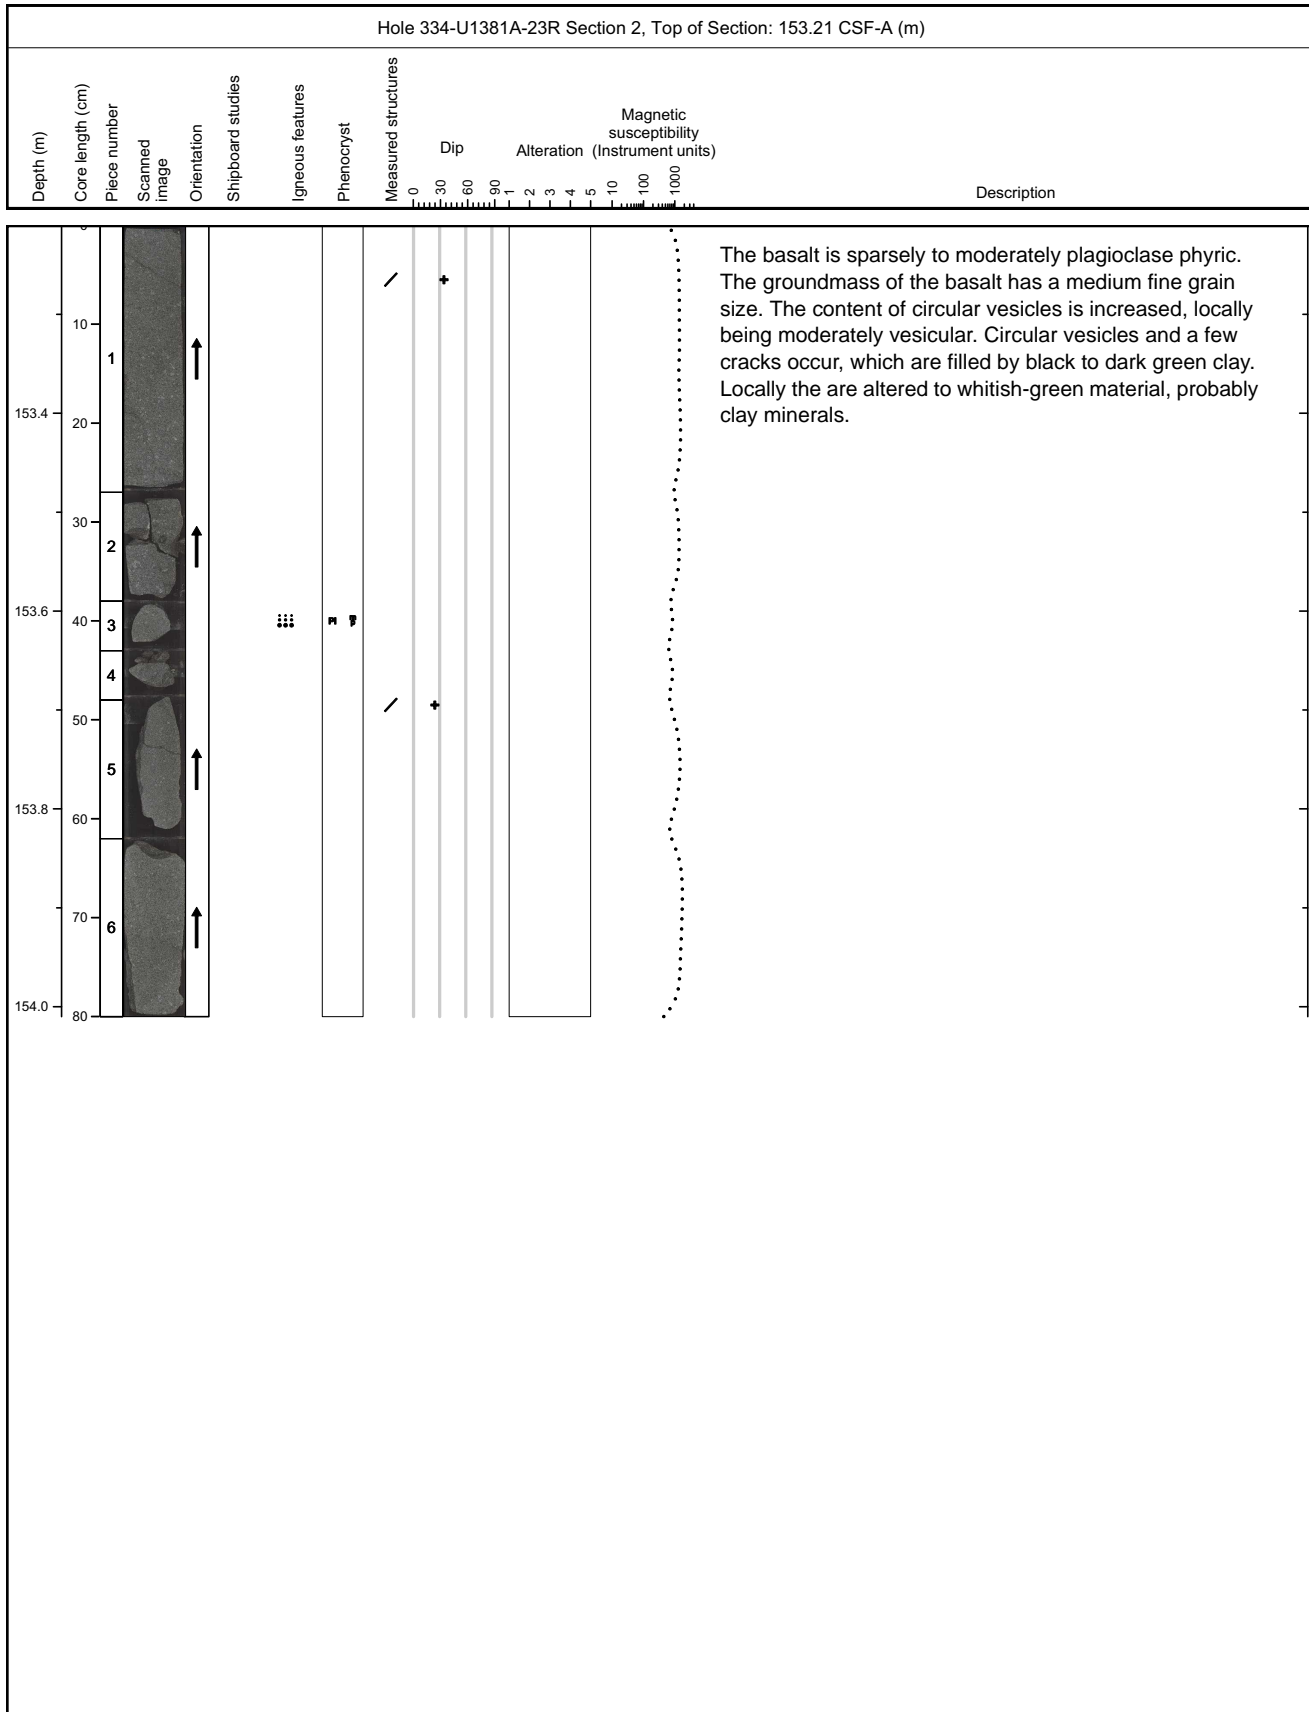 Hole 334-U1381A-23R Section 2, Top of Section: 153.21 CSF-A (m)
Depth (m)
Core length (cm)
Piece number
Scanned
image
Orientation
Shipboard studies
Igneous features
Phenocryst
Measured structures
Dip
0 30 60 90
Alteration
1 2 3 4 5
Magnetic
susceptibility
(Instrument units)
10 100 1000
Description
The basalt is sparsely to moderately plagioclase phyric.
The groundmass of the basalt has a medium fine grain
size. The content of circular vesicles is increased, locally
being moderately vesicular. Circular vesicles and a few
cracks occur, which are filled by black to dark green clay.
Locally the are altered to whitish-green material, probably
clay minerals.
153.4
153.6
153.8
154.0
0
10
20
30
40
50
60
70
80
1
2
3
4
5
6
Pl